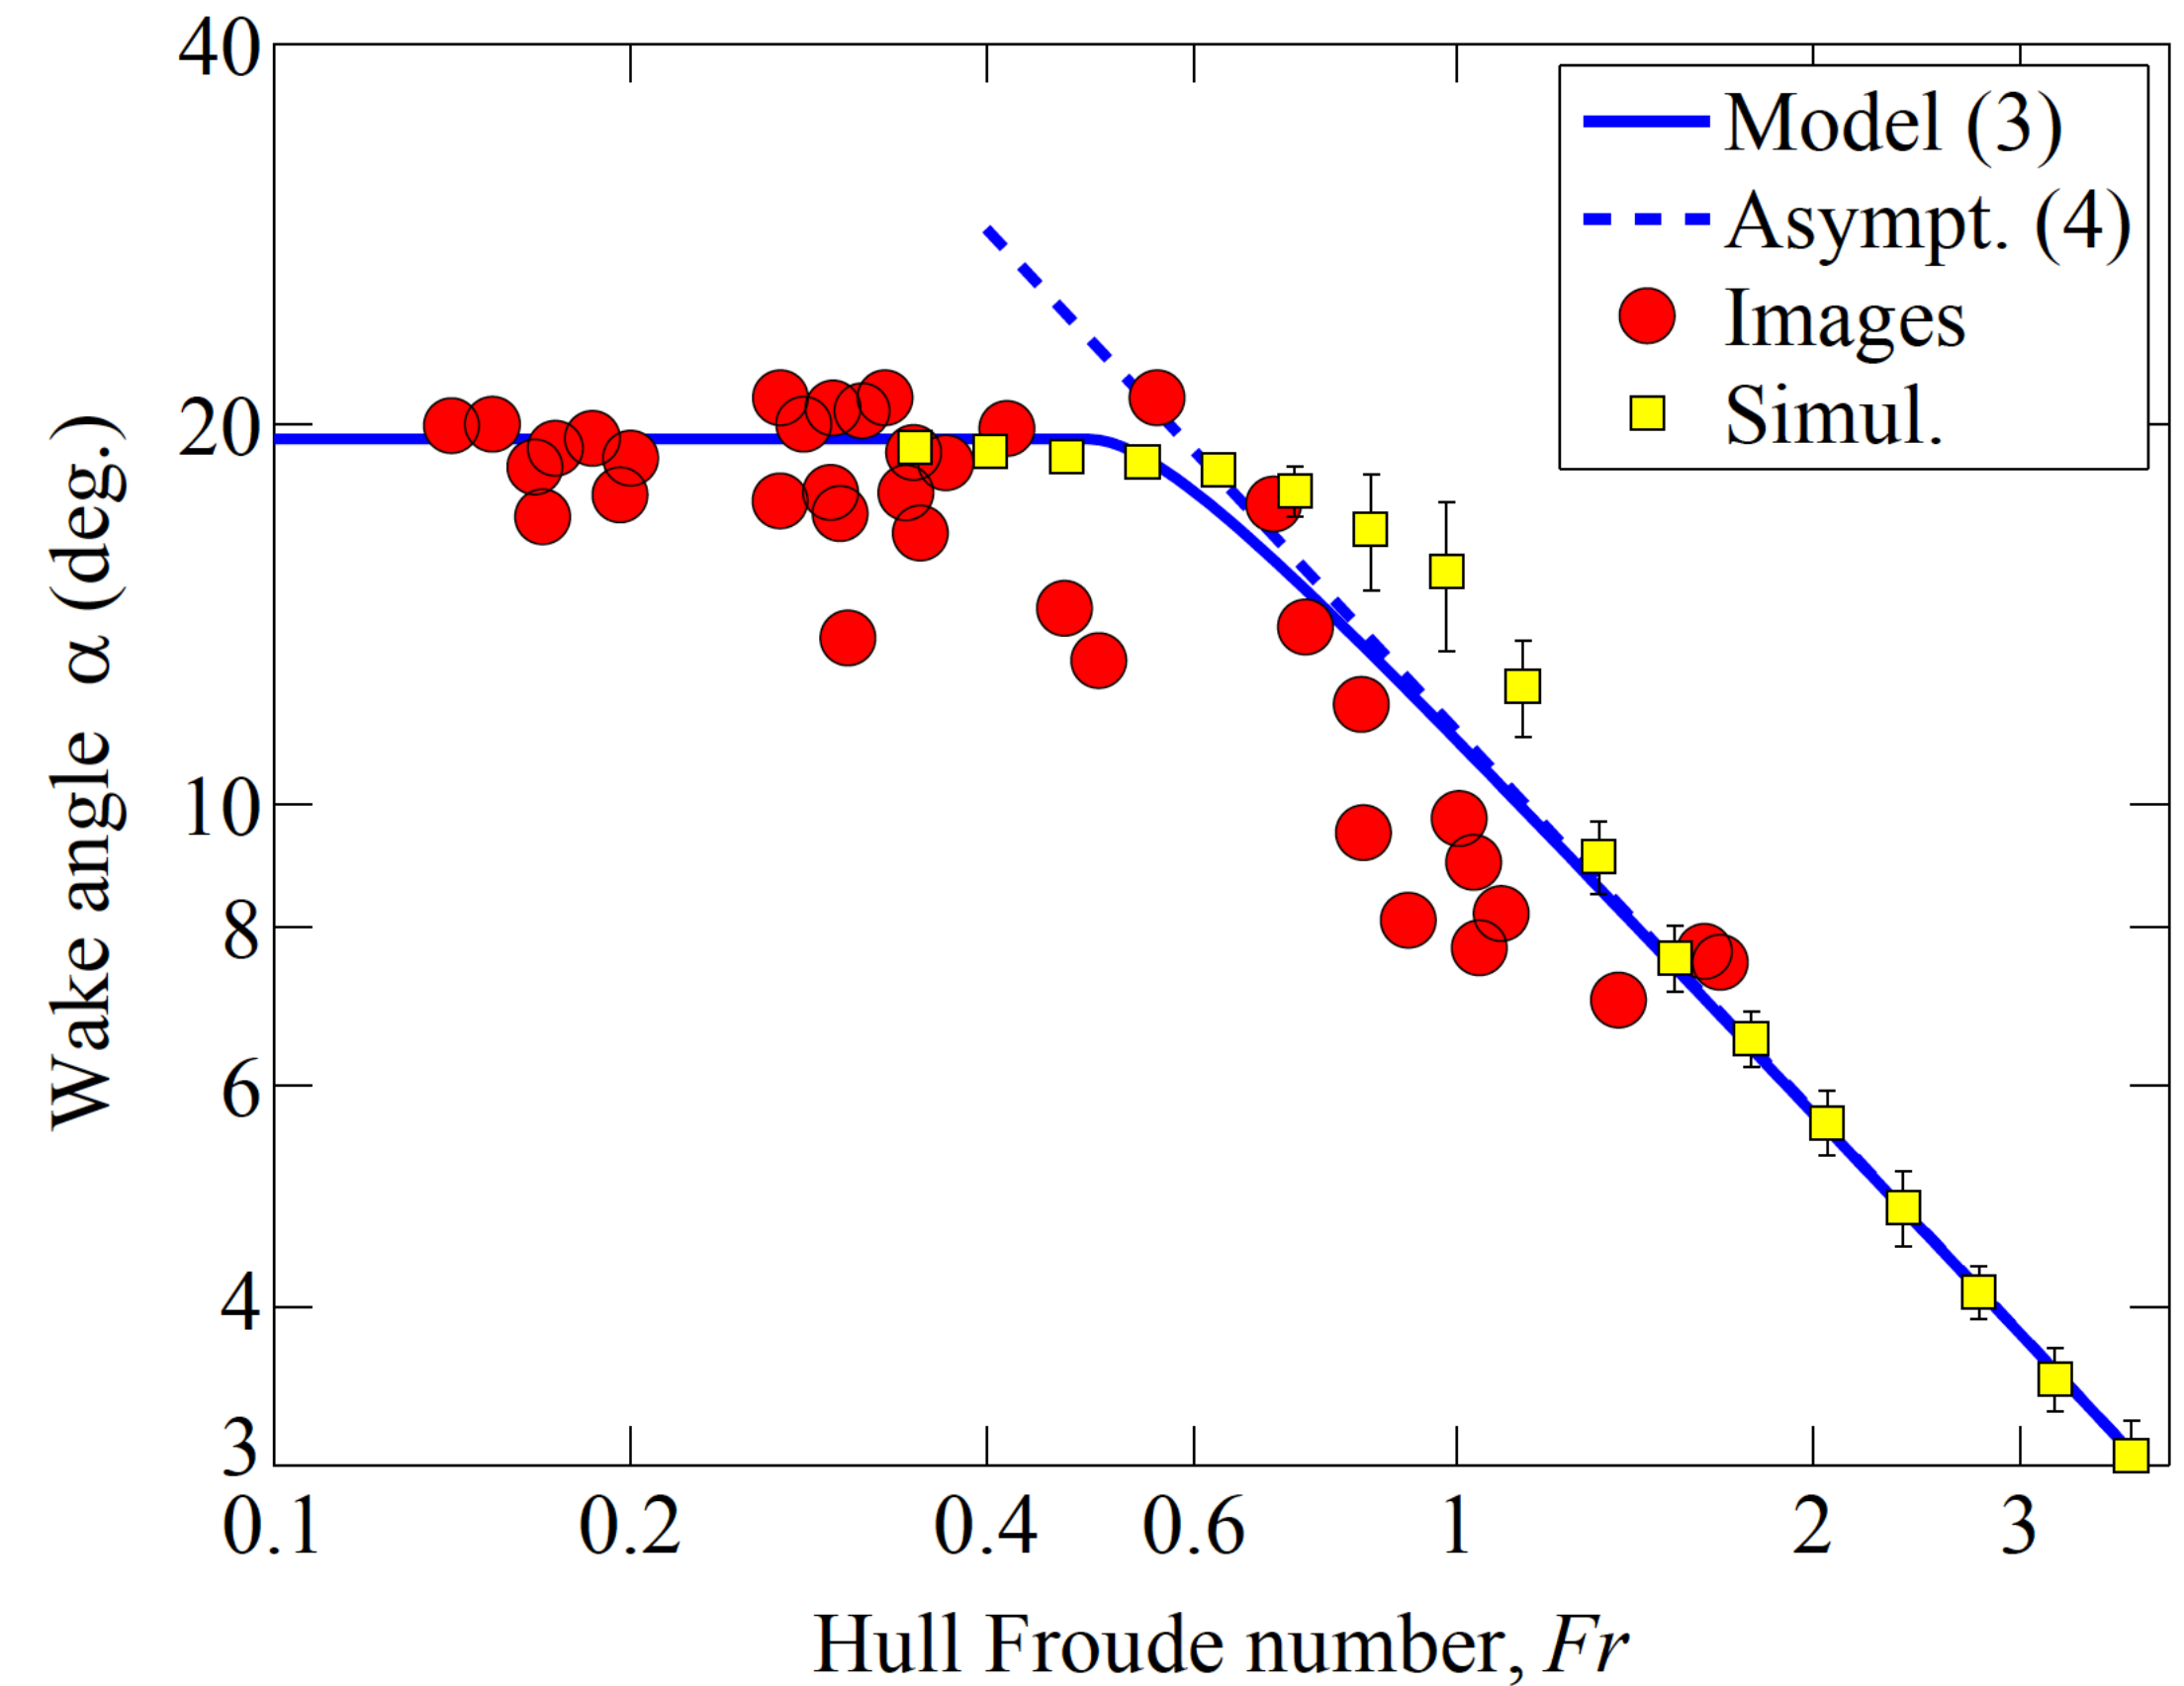 40
20
10
8
6
4
3
Wake angle α (deg.)
Model (3)
Asympt. (4)
Images
Simul.
0.1 0.2 0.4 0.6 1 2 3
Hull Froude number, Fr